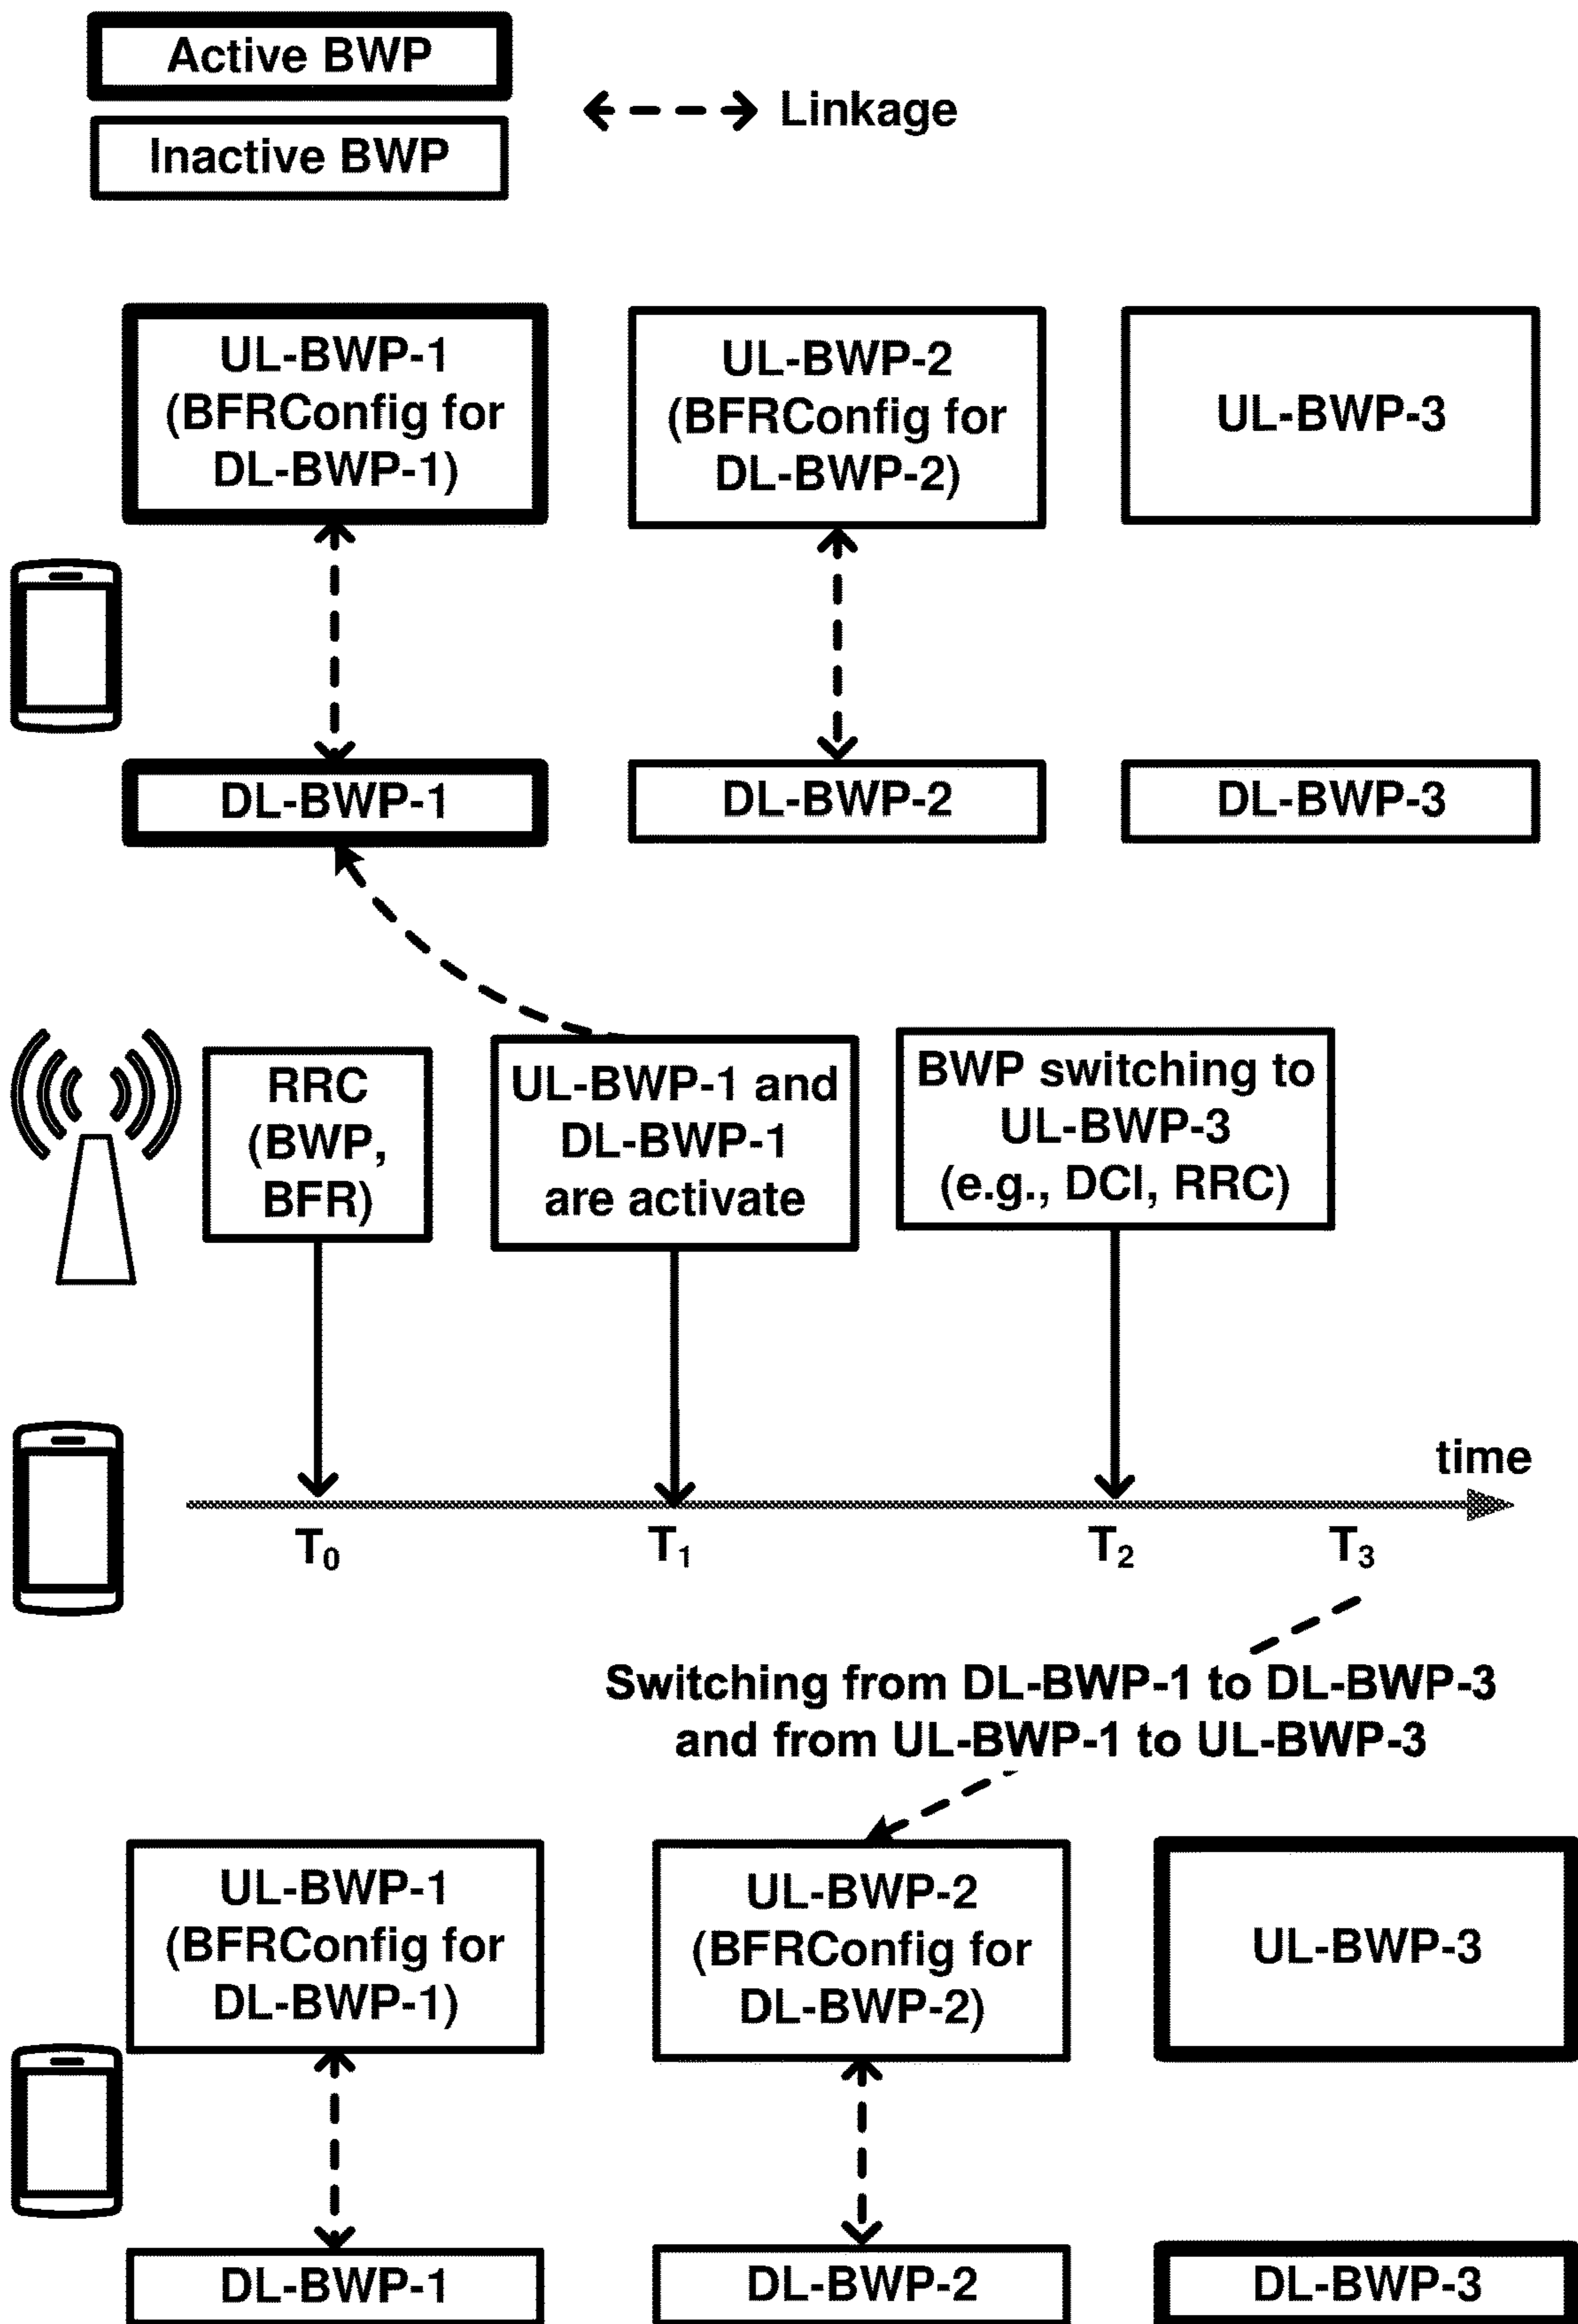 Active BWP
Inactive BWP
Linkage
UL-BWP-1
(BFRConfig for
DL-BWP-1)
UL-BWP-2
(BFRConfig for
DL-BWP-2)
UL-BWP-3
DL-BWP-1
DL-BWP-2
DL-BWP-3
RRC
(BWP,
BFR)
UL-BWP-1 and
DL-BWP-1
are activate
BWP switching to
UL-BWP-3
(e.g., DCI, RRC)
time
T0
T1
T2
T3
Switching from DL-BWP-1 to DL-BWP-3
and from UL-BWP-1 to UL-BWP-3
UL-BWP-1
(BFRConfig for
DL-BWP-1)
UL-BWP-2
(BFRConfig for
DL-BWP-2)
UL-BWP-3
DL-BWP-1
DL-BWP-2
DL-BWP-3